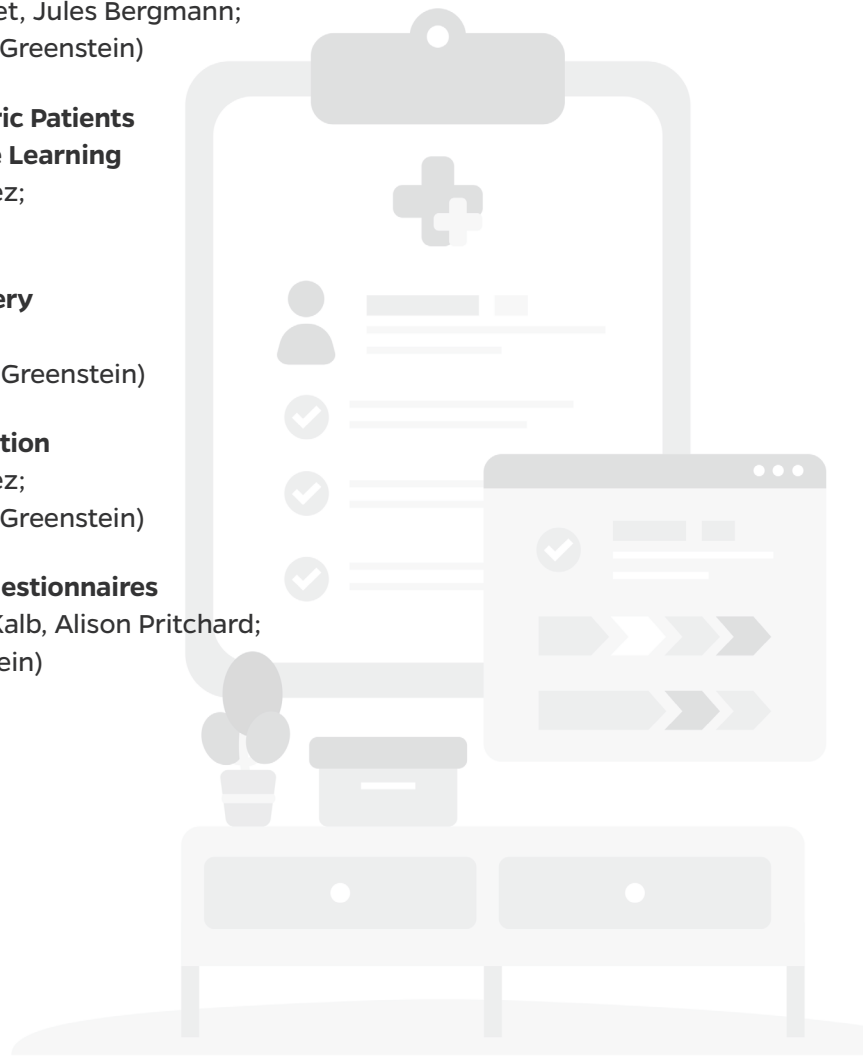 et, Jules Bergmann;
Greenstein)
ric Patients
e Learning
ez;
ery
Greenstein)
tion
ez;
Greenstein)
estionnaires
Kalb, Alison Pritchard;
ein)